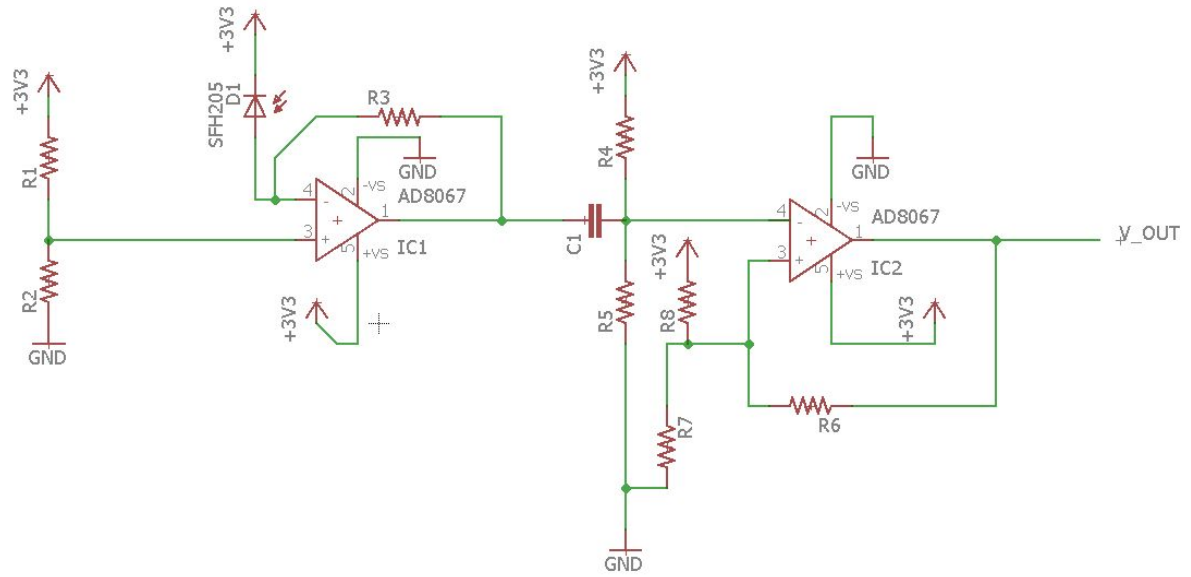 +3V3
R1
R2
GND
+3V3
SFH205
D1
R3
4
-
2
-VS
GND
AD8067
+
1
3
+
5
+VS
IC1
+3V3
C1
+3V3
R4
R5
GND
+3V3
R8
R7
4
-
2
-VS
GND
AD8067
+
1
3
+
5
+VS
IC2
+3V3
R6
V_OUT